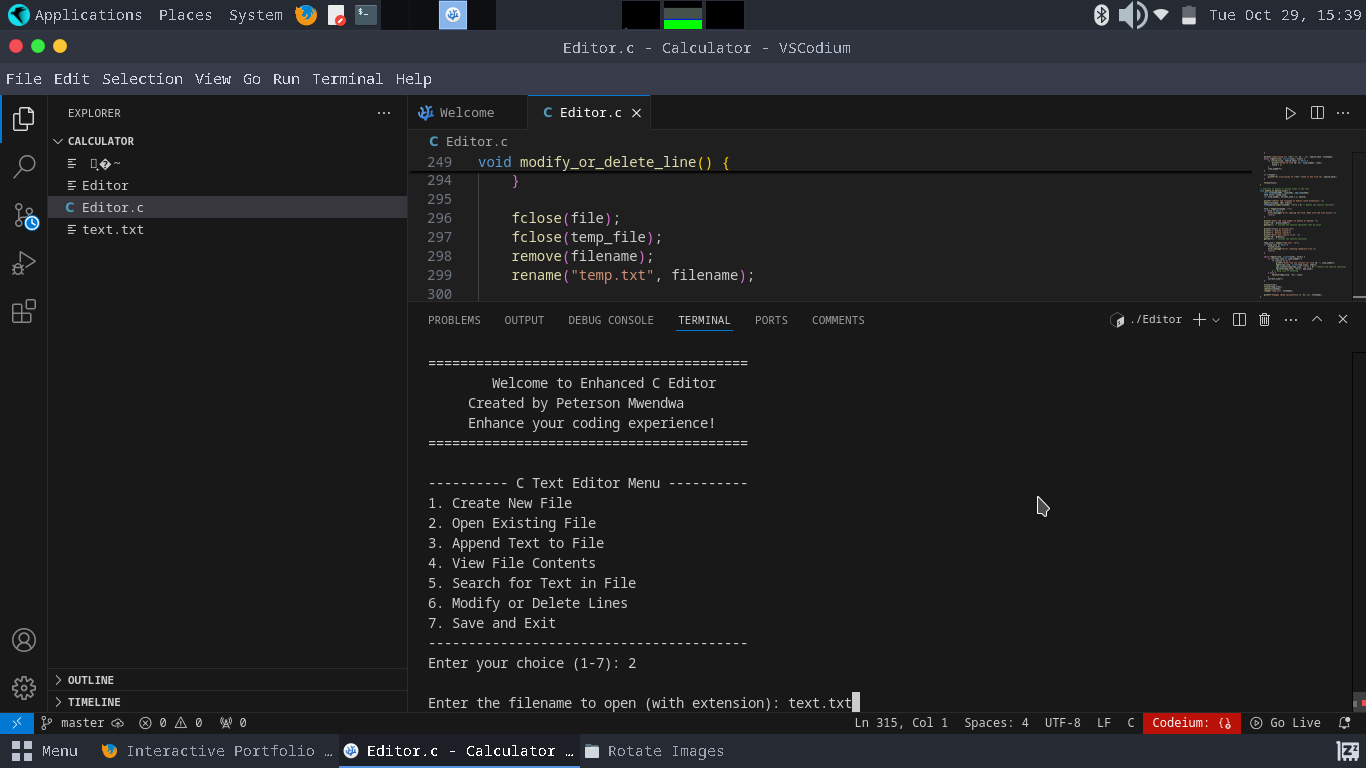 Applications Places System Tue Oct 29, 15:39
Editor.c - Calculator - VSCodium
File Edit Selection View Go Run Terminal Help
EXPLORER
CALCULATOR
Editor
Editor.c
text.txt
OUTLINE
TIMELINE
Welcome Editor.c
C Editor.c
249 void modify_or_delete_line() {
294 }
295
296 fclose(file);
297 fclose(temp_file);
298 remove(filename);
299 rename("temp.txt", filename);
300
PROBLEMS OUTPUT DEBUG CONSOLE TERMINAL PORTS COMMENTS ./Editor
========================================
Welcome to Enhanced C Editor
Created by Peterson Mwendwa
Enhance your coding experience!
========================================
---------- C Text Editor Menu ----------
1. Create New File
2. Open Existing File
3. Append Text to File
4. View File Contents
5. Search for Text in File
6. Modify or Delete Lines
7. Save and Exit
----------------------------------------
Enter your choice (1-7): 2
Enter the filename to open (with extension): text.txt
master 0 0 0 Ln 315, Col 1 Spaces: 4 UTF-8 LF C Codeium: {} Go Live
Menu Interactive Portfolio … Editor.c - Calculator … Rotate Images